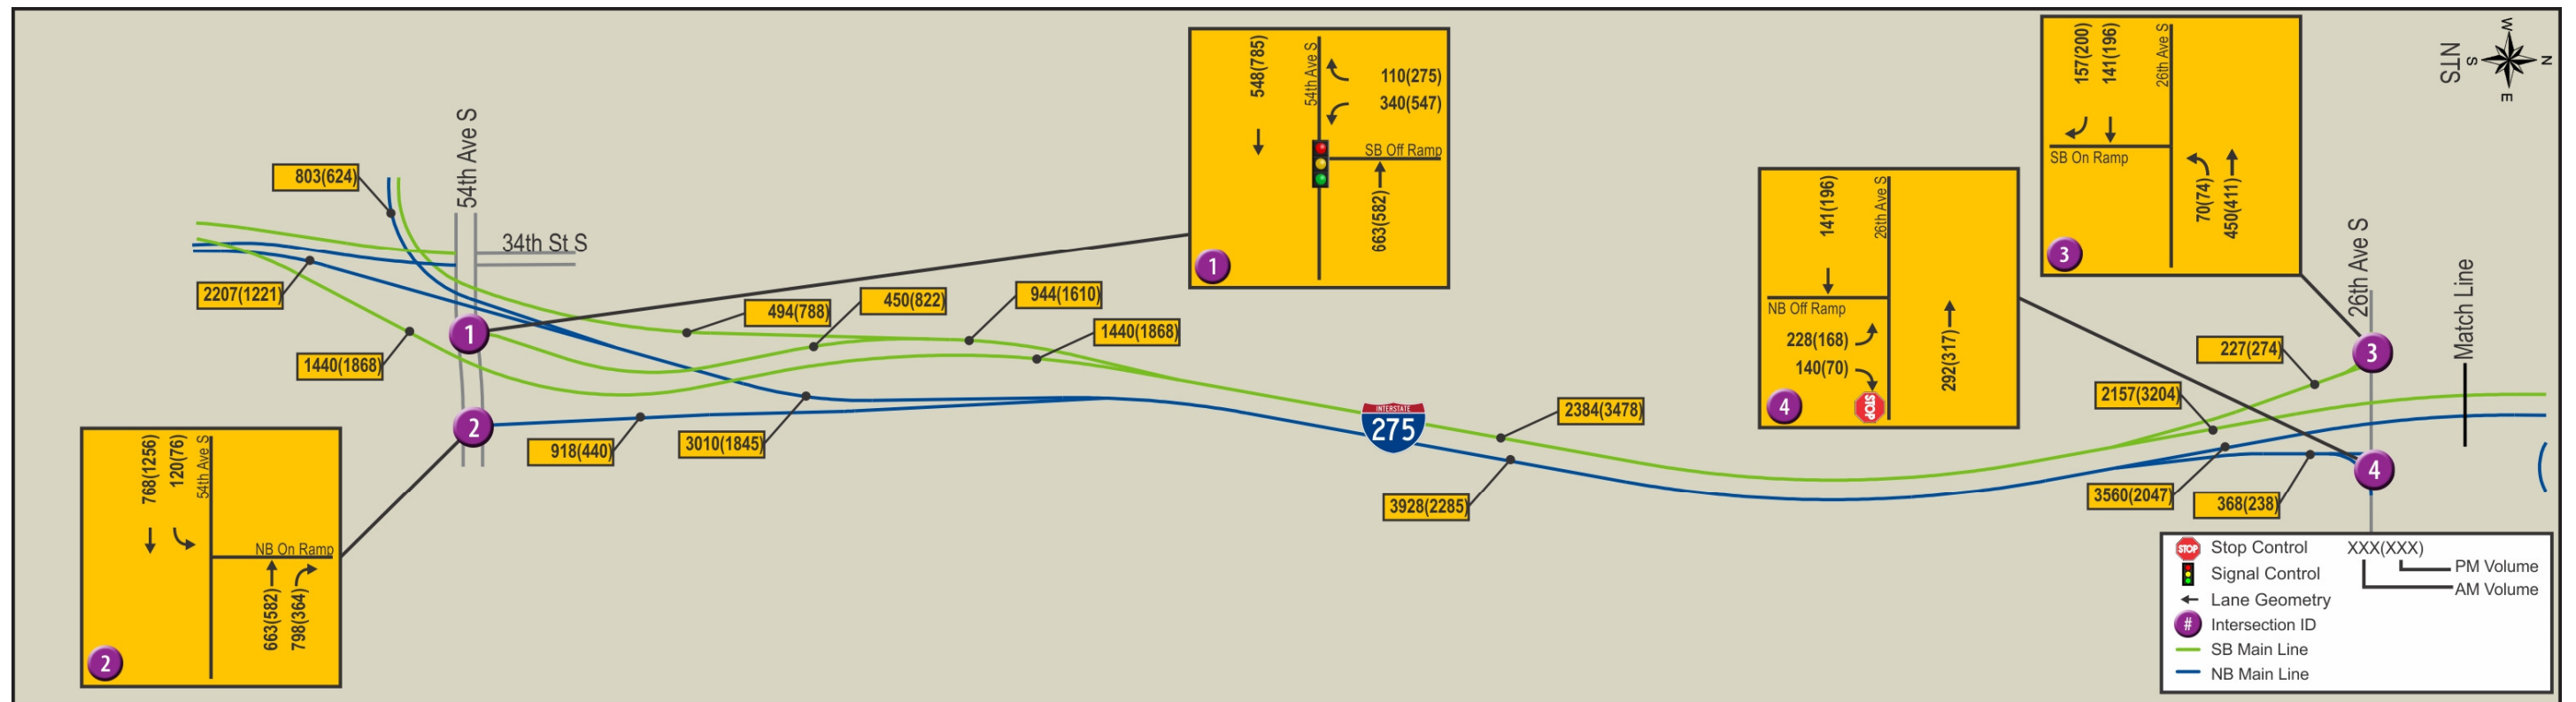 803(624)
54th Ave S
34th St S
2207(1221)
1440(1868)
1
2
494(788)
450(822)
944(1610)
1440(1868)
918(440)
3010(1845)
INTERSTATE
275
2384(3478)
3928(2285)
227(274)
2157(3204)
3560(2047)
368(238)
3
4
26th Ave S
Match Line
548(785)
54th Ave S
110(275)
340(547)
SB Off Ramp
663(582)
1
768(1256)
120(76)
54th Ave S
NB On Ramp
663(582)
798(364)
2
157(200)
141(196)
26th Ave S
SB On Ramp
70(74)
450(411)
3
141(196)
26th Ave S
NB Off Ramp
228(168)
140(70)
STOP
292(317)
4
NTS
W
S
N
E
STOP Stop Control
Signal Control
Lane Geometry
# Intersection ID
SB Main Line
NB Main Line
XXX(XXX)
PM Volume
AM Volume